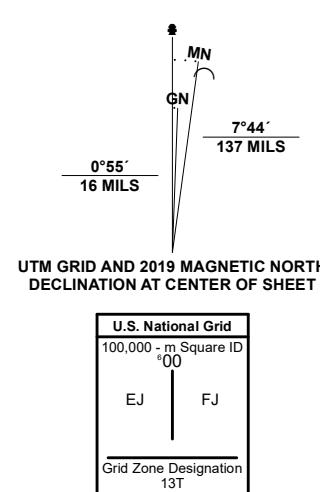 MN
GN
7°44´
137 MILS
0°55´
16 MILS
UTM GRID AND 2019 MAGNETIC NORTH
DECLINATION AT CENTER OF SHEET
U.S. National Grid
100,000 - m Square ID
⁶00
EJ FJ
Grid Zone Designation
13T